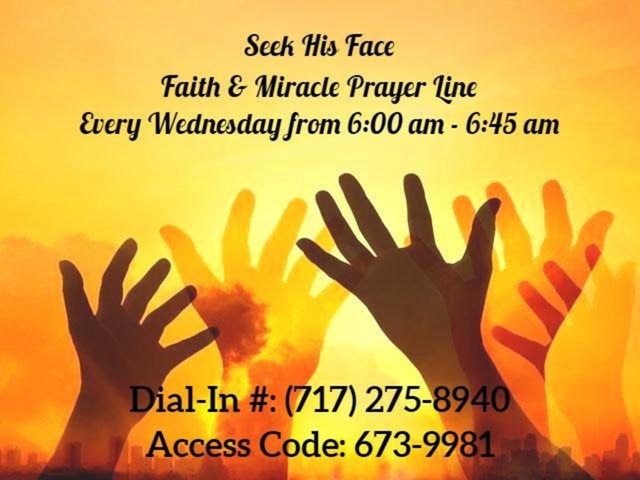 Seek His Face
Faith & Miracle Prayer Line
Every Wednesday from 6:00 am - 6:45 am
Dial-In #: (717) 275-8940
Access Code: 673-9981